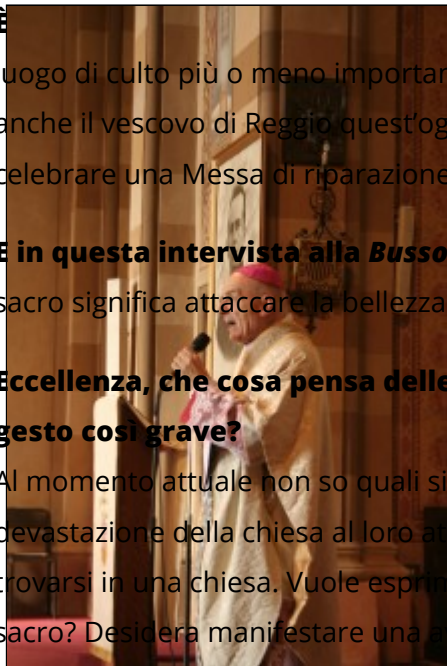 È
luogo di culto più o meno importan
anche il vescovo di Reggio quest'og
celebrare una Messa di riparazione
E in questa intervista alla Busso
sacro significa attaccare la bellezza
Eccellenza, che cosa pensa delle
gesto così grave?
Al momento attuale non so quali si
devastazione della chiesa al loro at
trovarsi in una chiesa. Vuole esprim
sacro? Desidera manifestare una a